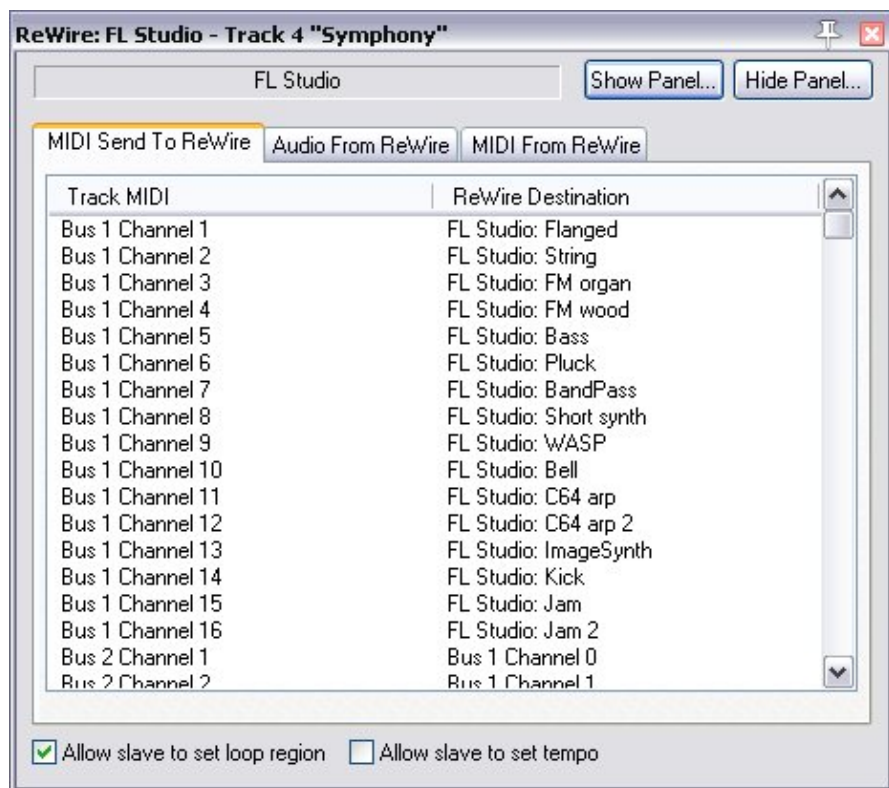 ReWire: FL Studio - Track 4 "Symphony"
FL Studio Show Panel... Hide Panel...
MIDI Send To ReWire Audio From ReWire MIDI From ReWire
Track MIDI ReWire Destination
Bus 1 Channel 1 FL Studio: Flanged
Bus 1 Channel 2 FL Studio: String
Bus 1 Channel 3 FL Studio: FM organ
Bus 1 Channel 4 FL Studio: FM wood
Bus 1 Channel 5 FL Studio: Bass
Bus 1 Channel 6 FL Studio: Pluck
Bus 1 Channel 7 FL Studio: BandPass
Bus 1 Channel 8 FL Studio: Short synth
Bus 1 Channel 9 FL Studio: WASP
Bus 1 Channel 10 FL Studio: Bell
Bus 1 Channel 11 FL Studio: C64 arp
Bus 1 Channel 12 FL Studio: C64 arp 2
Bus 1 Channel 13 FL Studio: ImageSynth
Bus 1 Channel 14 FL Studio: Kick
Bus 1 Channel 15 FL Studio: Jam
Bus 1 Channel 16 FL Studio: Jam 2
Bus 2 Channel 1 Bus 1 Channel 0
Bus 2 Channel 2 Bus 1 Channel 1
Allow slave to set loop region Allow slave to set tempo